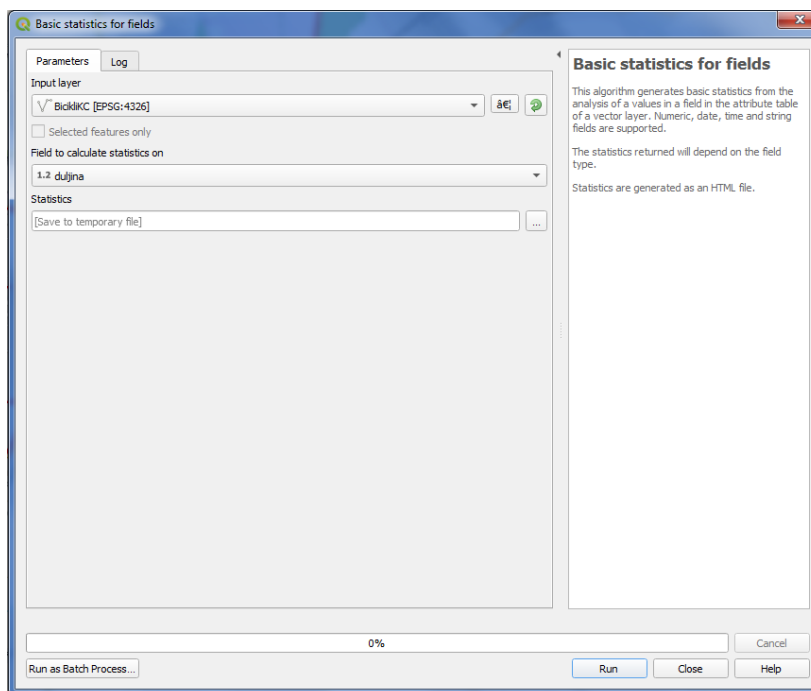 Basic statistics for fields
Parameters
Log
Input layer
BicikliKC [EPSG:4326]
â€¦
Selected features only
Field to calculate statistics on
1.2 duljina
Statistics
[Save to temporary file]
...
Basic statistics for fields
This algorithm generates basic statistics from the
analysis of a values in a field in the attribute table
of a vector layer. Numeric, date, time and string
fields are supported.
The statistics returned will depend on the field
type.
Statistics are generated as an HTML file.
0%
Cancel
Run as Batch Process...
Run
Close
Help